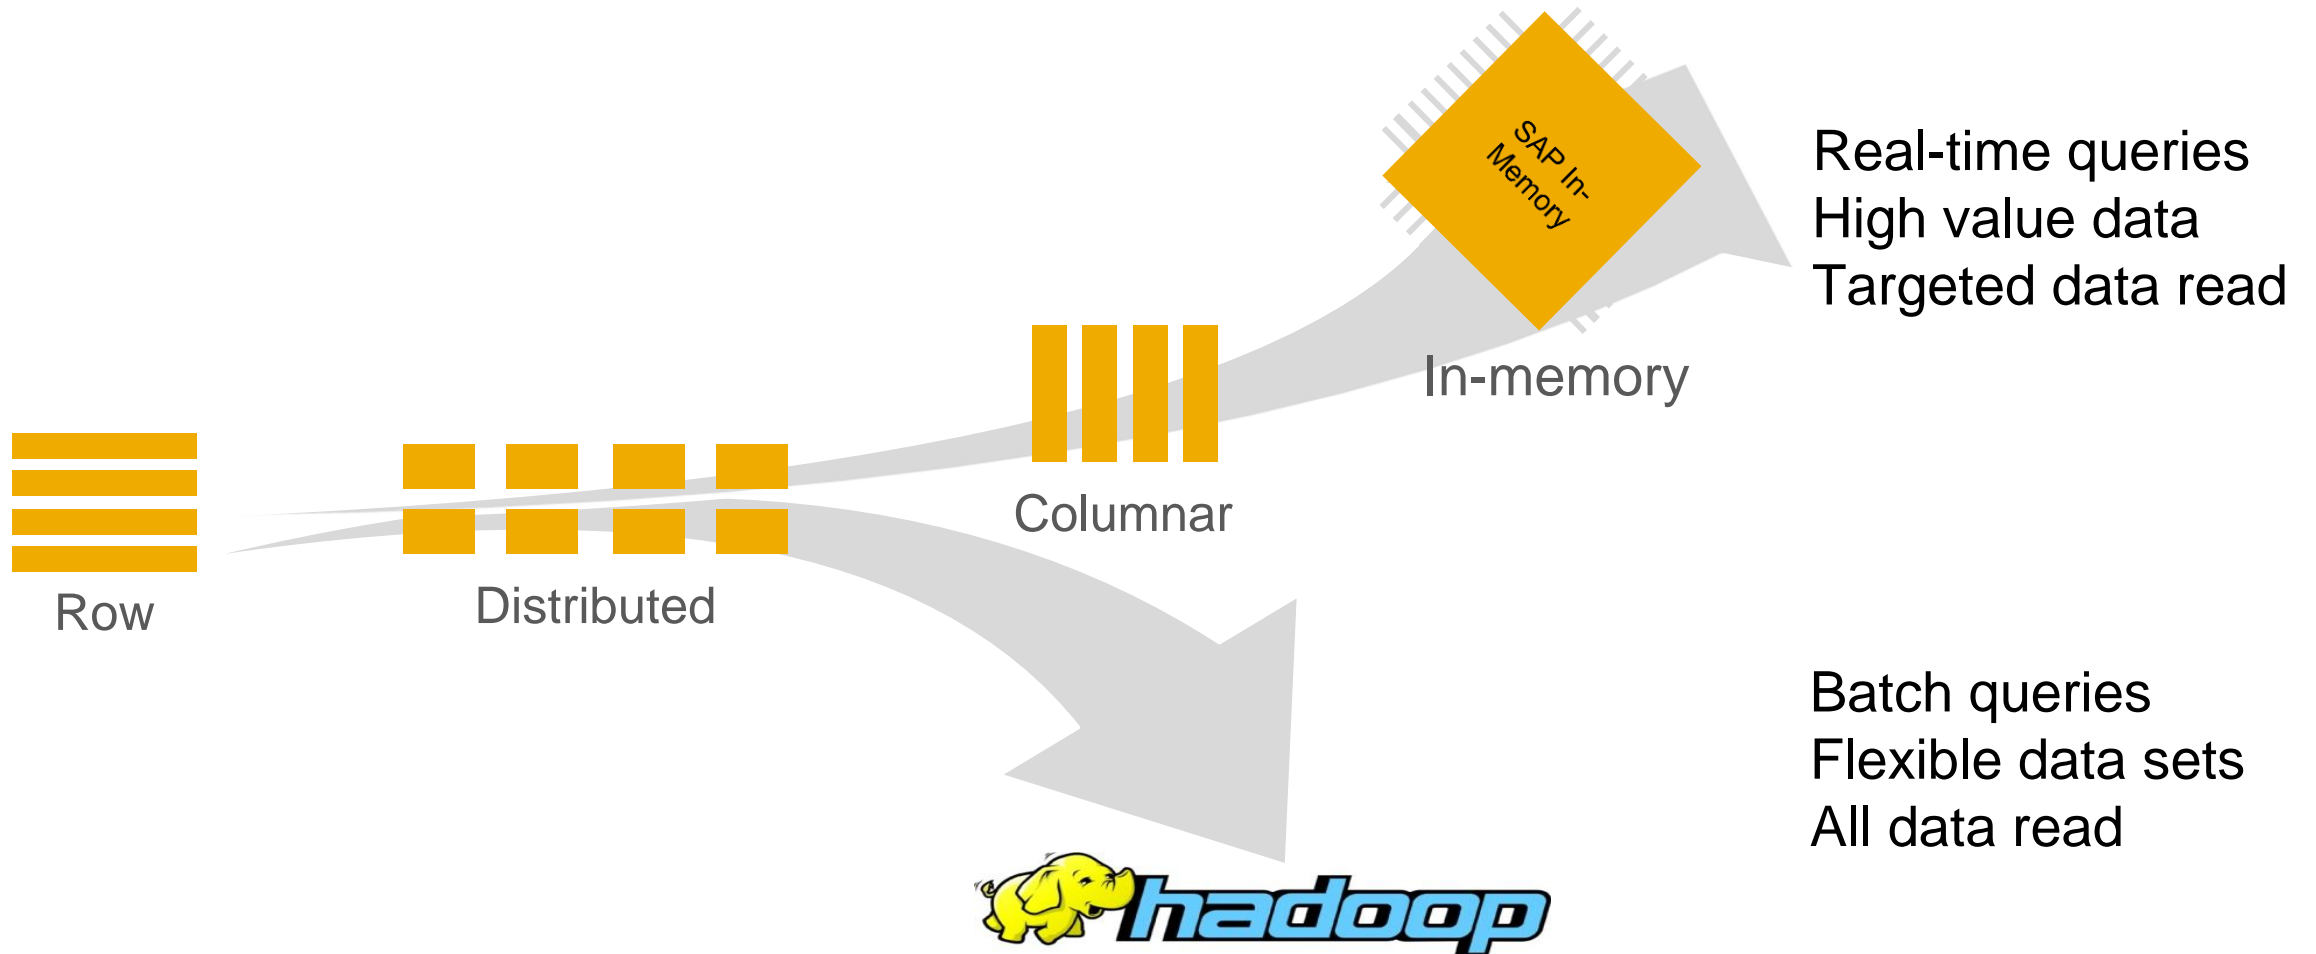 SAP In-
Memory
Real-time queries
High value data
Targeted data read
In-memory
Columnar
Row
Distributed
Batch queries
Flexible data sets
All data read
hadoop